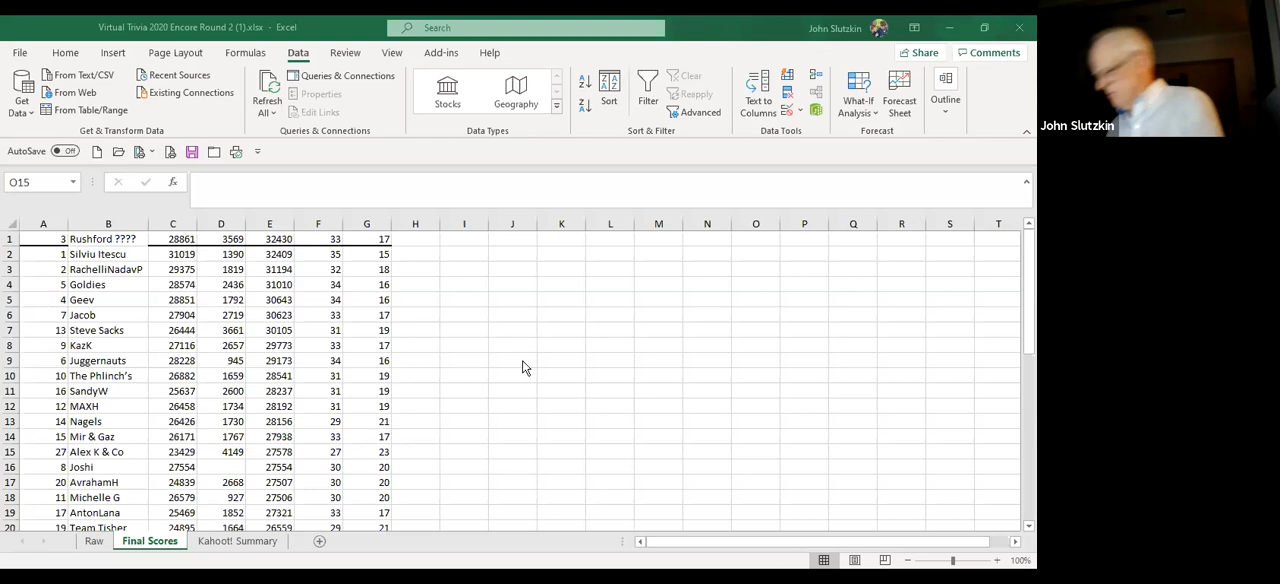 Virtual Trivia 2020 Encore Round 2 (1).xlsx - Excel
Search
John Slutzkin
File Home Insert Page Layout Formulas Data Review View Add-ins Help
Share Comments
Get Data
From Text/CSV
From Web
From Table/Range
Recent Sources
Existing Connections
Get & Transform Data
Refresh All
Queries & Connections
Properties
Edit Links
Queries & Connections
Stocks
Geography
Data Types
Sort
Filter
Clear
Reapply
Advanced
Sort & Filter
Text to Columns
Data Tools
What-If Analysis
Forecast Sheet
Forecast
Outline
John Slutzkin
AutoSave Off
O15
fx
A B C D E F G H I J K L M N O P Q R S T
1 3 Rushford ???? 28861 3569 32430 33 17
2 1 Silviu Itescu 31019 1390 32409 35 15
3 2 RachelliNadavP 29375 1819 31194 32 18
4 5 Goldies 28574 2436 31010 34 16
5 4 Geev 28851 1792 30643 34 16
6 7 Jacob 27904 2719 30623 33 17
7 13 Steve Sacks 26444 3661 30105 31 19
8 9 KazK 27116 2657 29773 33 17
9 6 Juggernauts 28228 945 29173 34 16
10 10 The Phlinch's 26882 1659 28541 31 19
11 16 SandyW 25637 2600 28237 31 19
12 12 MAXH 26458 1734 28192 31 19
13 14 Nagels 26426 1730 28156 29 21
14 15 Mir & Gaz 26171 1767 27938 33 17
15 27 Alex K & Co 23429 4149 27578 27 23
16 8 Joshi 27554 27554 30 20
17 20 AvrahamH 24839 2668 27507 30 20
18 11 Michelle G 26579 927 27506 30 20
19 17 AntonLana 25469 1852 27321 33 17
20 19 Team Tisher 24895 1664 26559 29 21
Raw Final Scores Kahoot! Summary
100%